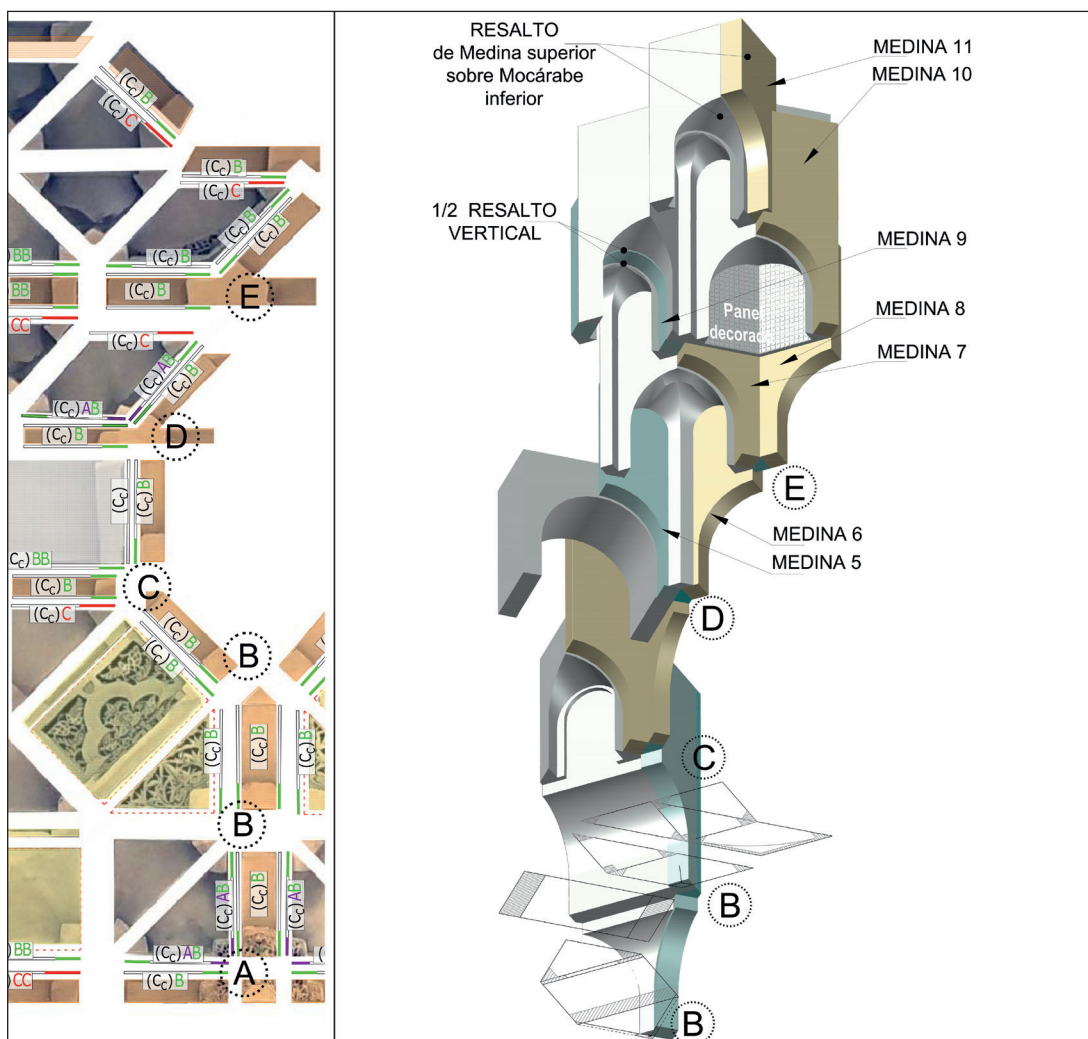 (Cc)B
(Cc)C
(Cc)B
(Cc)C
(Cc)B
(Cc)B
BB
(Cc)B
BB
(Cc)B
E
CC
(Cc)C
(Cc)AB
(Cc)B
(Cc)AB
(Cc)B
D
(Cc)
(Cc)B
Cc)BB
(Cc)B
C
(Cc)C
(Cc)B
(Cc)B
B
(Cc)B
(Cc)B
(Cc)B
B
(Cc)AB
(Cc)B
(Cc)AB
BB
(Cc)AB
CC
(Cc)B
A
RESALTO
de Medina superior
sobre Mocárabe
inferior
MEDINA 11
MEDINA 10
1/2 RESALTO
VERTICAL
MEDINA 9
Panel
decorado
MEDINA 8
MEDINA 7
E
MEDINA 6
MEDINA 5
D
C
B
B